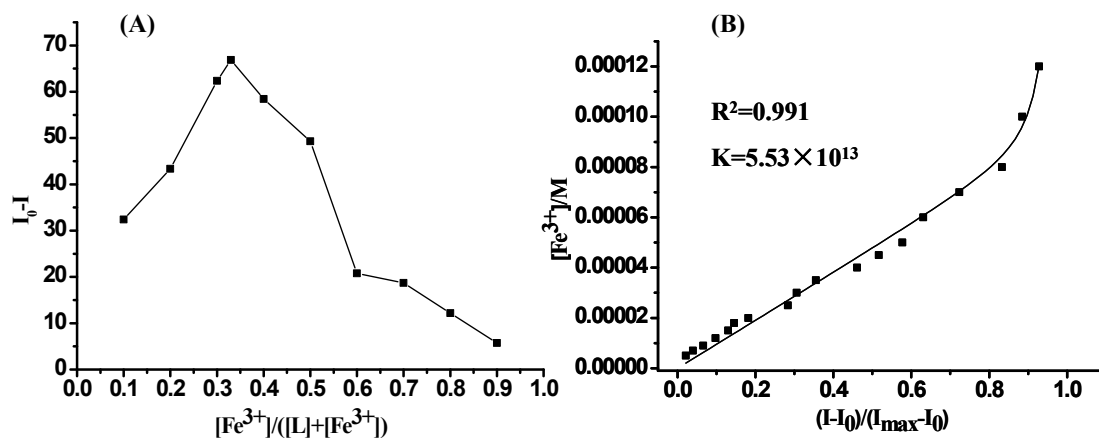 (A)
70
60
50
40
30
20
10
0
I₀-I
0.0 0.1 0.2 0.3 0.4 0.5 0.6 0.7 0.8 0.9 1.0
[Fe³⁺]/([L]+[Fe³⁺])
(B)
0.00012
0.00010
0.00008
0.00006
0.00004
0.00002
0.00000
[Fe³⁺]/M
R²=0.991
K=5.53×10¹³
0.0 0.2 0.4 0.6 0.8 1.0
(I-I₀)/(Iₘₐₓ-I₀)